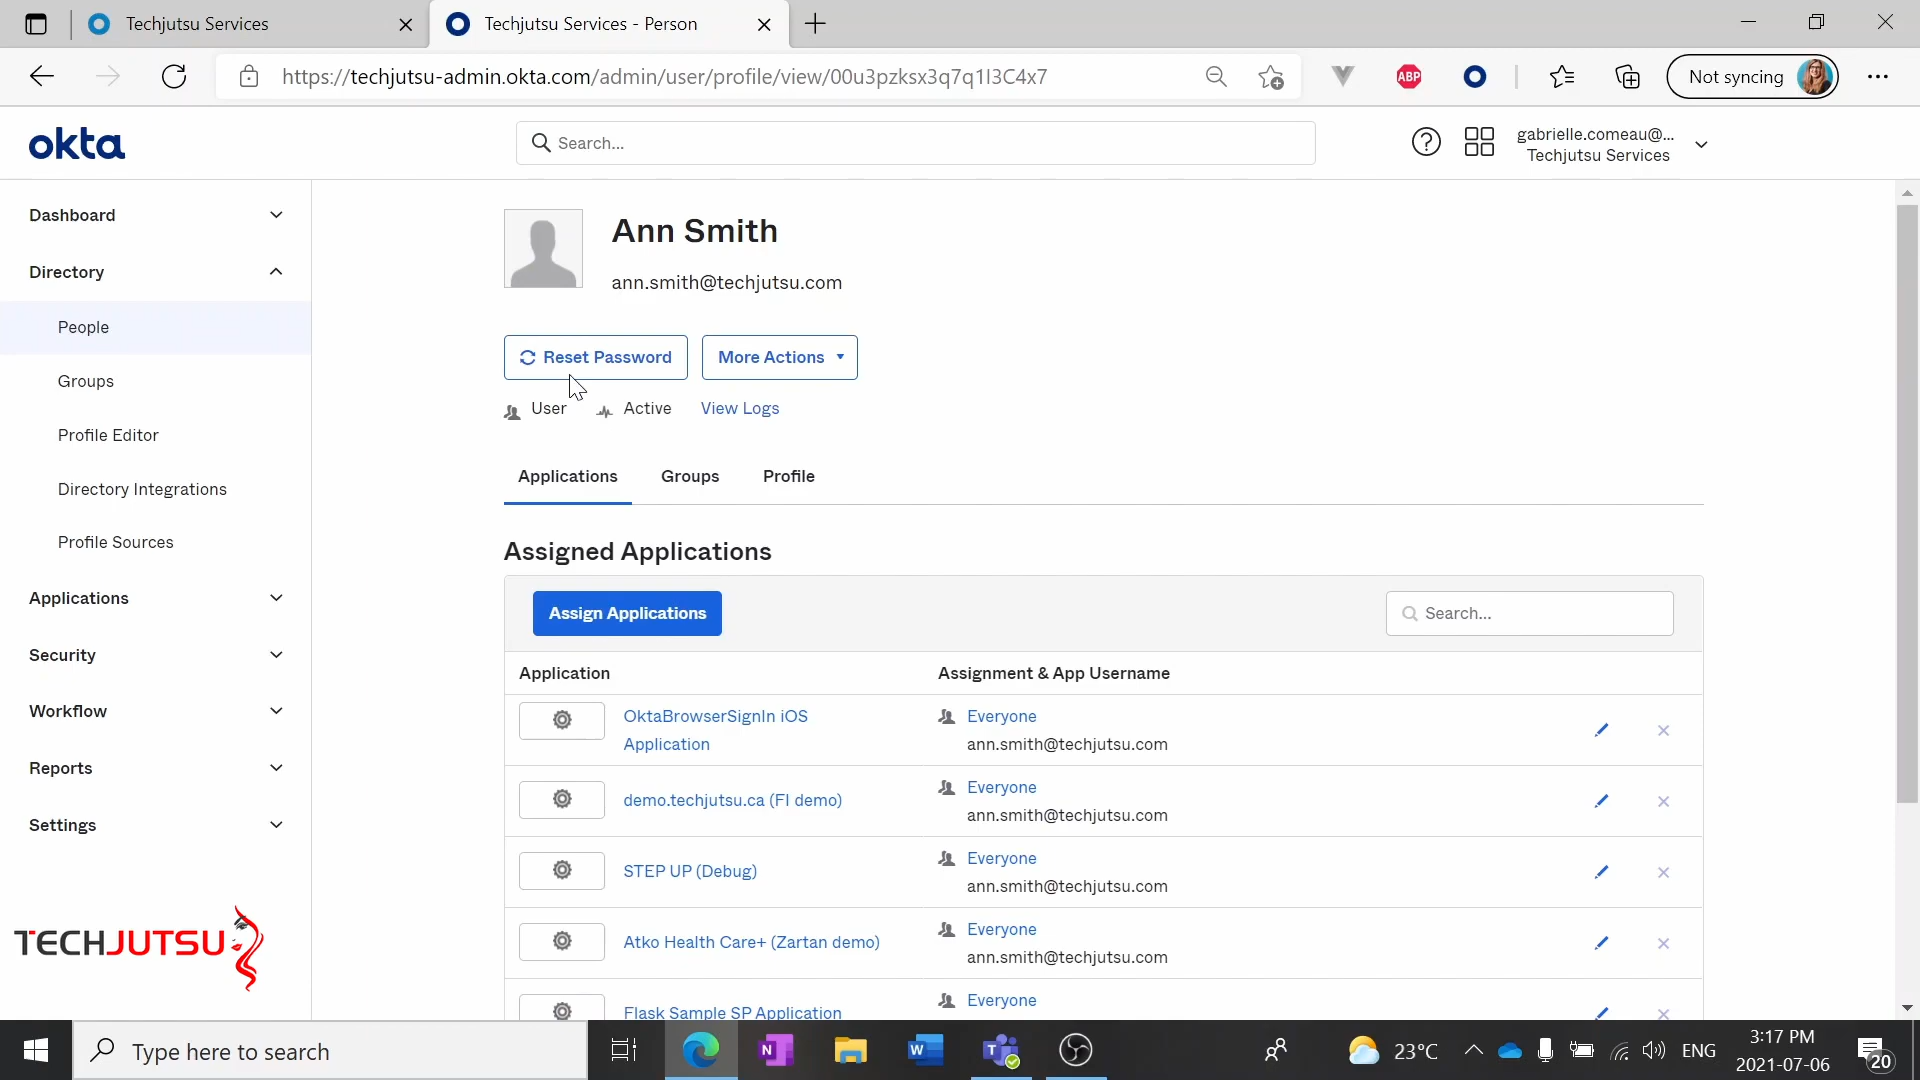 Techjutsu Services
Techjutsu Services - Person
https://techjutsu-admin.okta.com/admin/user/profile/view/00u3pzksx3q7q1I3C4x7
ABP
Not syncing
okta
Search...
gabrielle.comeau@...
Techjutsu Services
Dashboard
Directory
People
Groups
Profile Editor
Directory Integrations
Profile Sources
Applications
Security
Workflow
Reports
Settings
TECHJUTSU
Ann Smith
ann.smith@techjutsu.com
Reset Password
More Actions
User
Active
View Logs
Applications
Groups
Profile
Assigned Applications
Assign Applications
Search...
Application
Assignment & App Username
OktaBrowserSignIn iOS
Application
Everyone
ann.smith@techjutsu.com
demo.techjutsu.ca (FI demo)
Everyone
ann.smith@techjutsu.com
STEP UP (Debug)
Everyone
ann.smith@techjutsu.com
Atko Health Care+ (Zartan demo)
Everyone
ann.smith@techjutsu.com
Flask Sample SP Application
Everyone
Type here to search
N
W
T
23°C
ENG
3:17 PM
2021-07-06
20